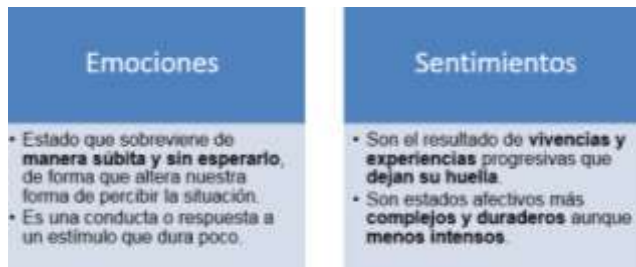 Emociones
• Estado que sobreviene de
manera súbita y sin esperarlo,
de forma que altera nuestra
forma de percibir la situación.
• Es una conducta o respuesta a
un estímulo que dura poco.
Sentimientos
• Son el resultado de vivencias y
experiencias progresivas que
dejan su huella.
• Son estados afectivos más
complejos y duraderos aunque
menos intensos.